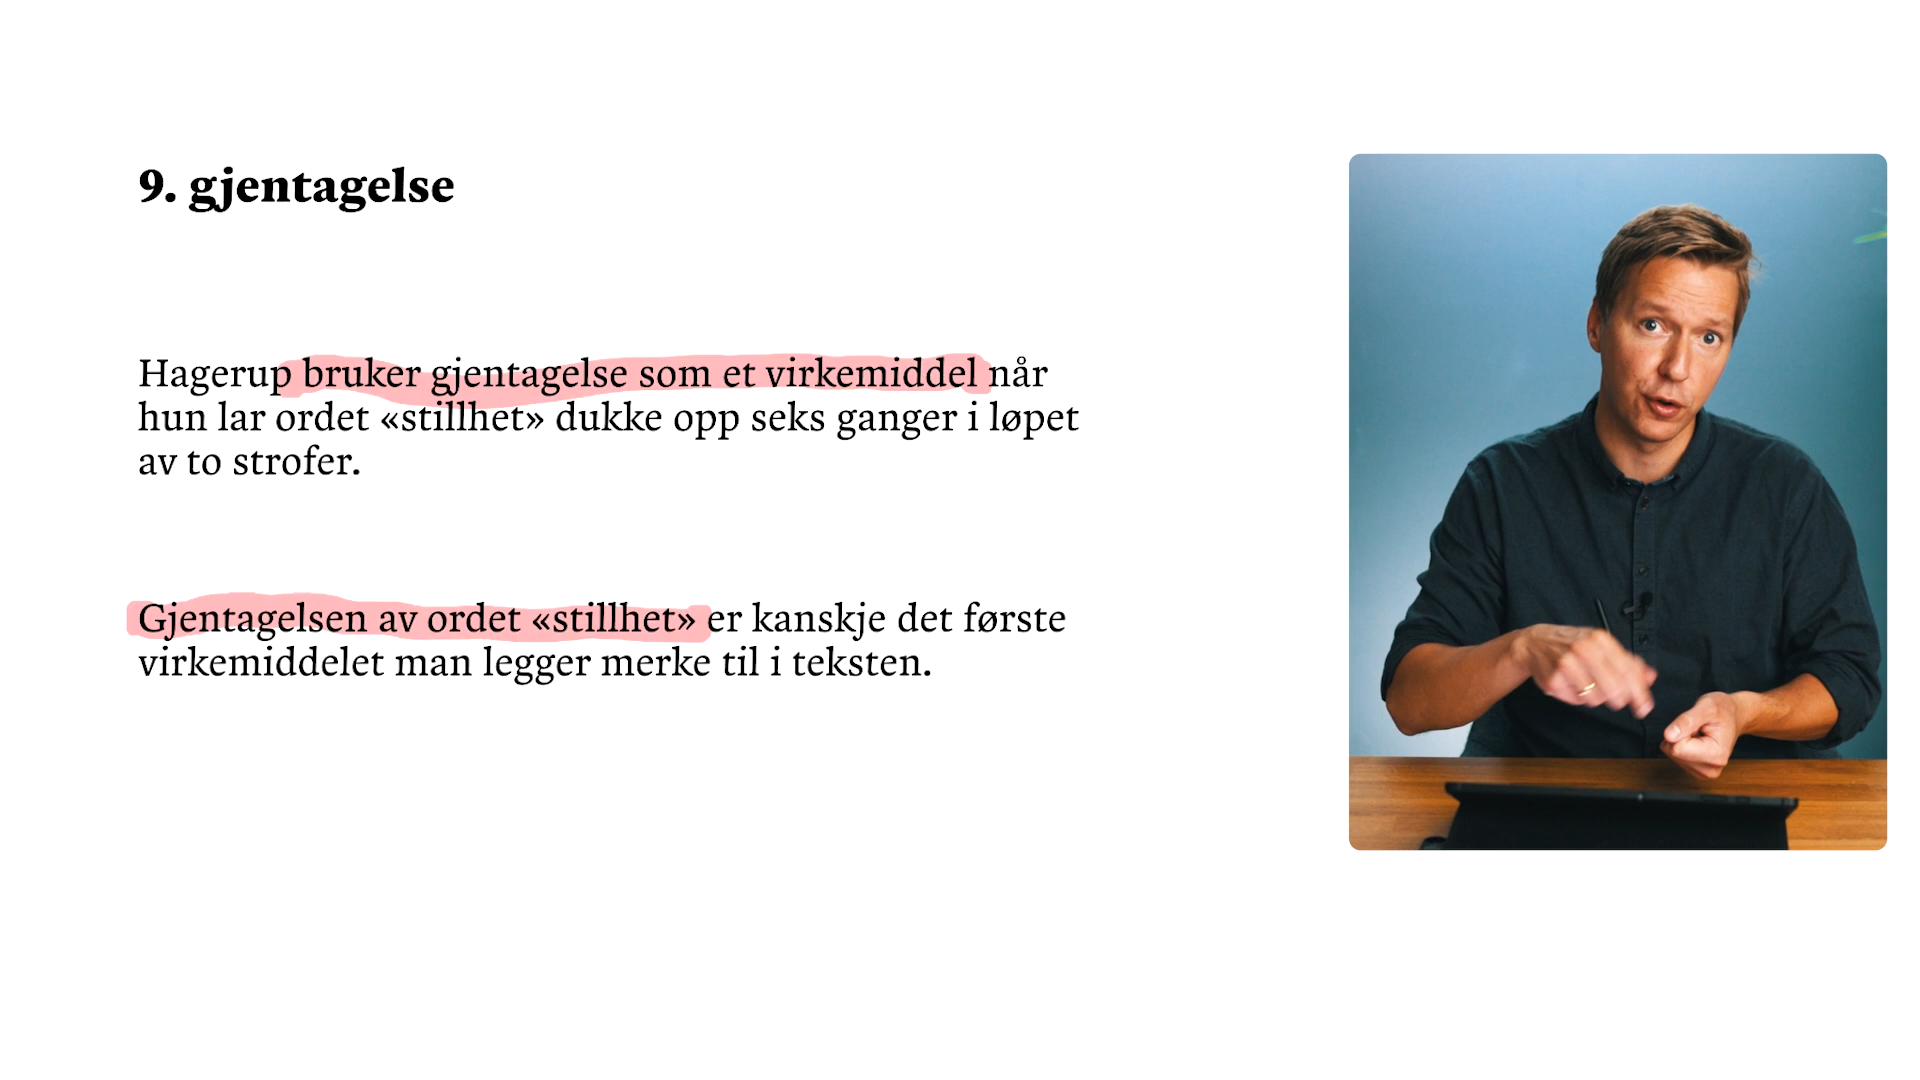 9. gjentagelse
Hagerup bruker gjentagelse som et virkemiddel når
hun lar ordet «stillhet» dukke opp seks ganger i løpet
av to strofer.
Gjentagelsen av ordet «stillhet» er kanskje det første
virkemiddelet man legger merke til i teksten.